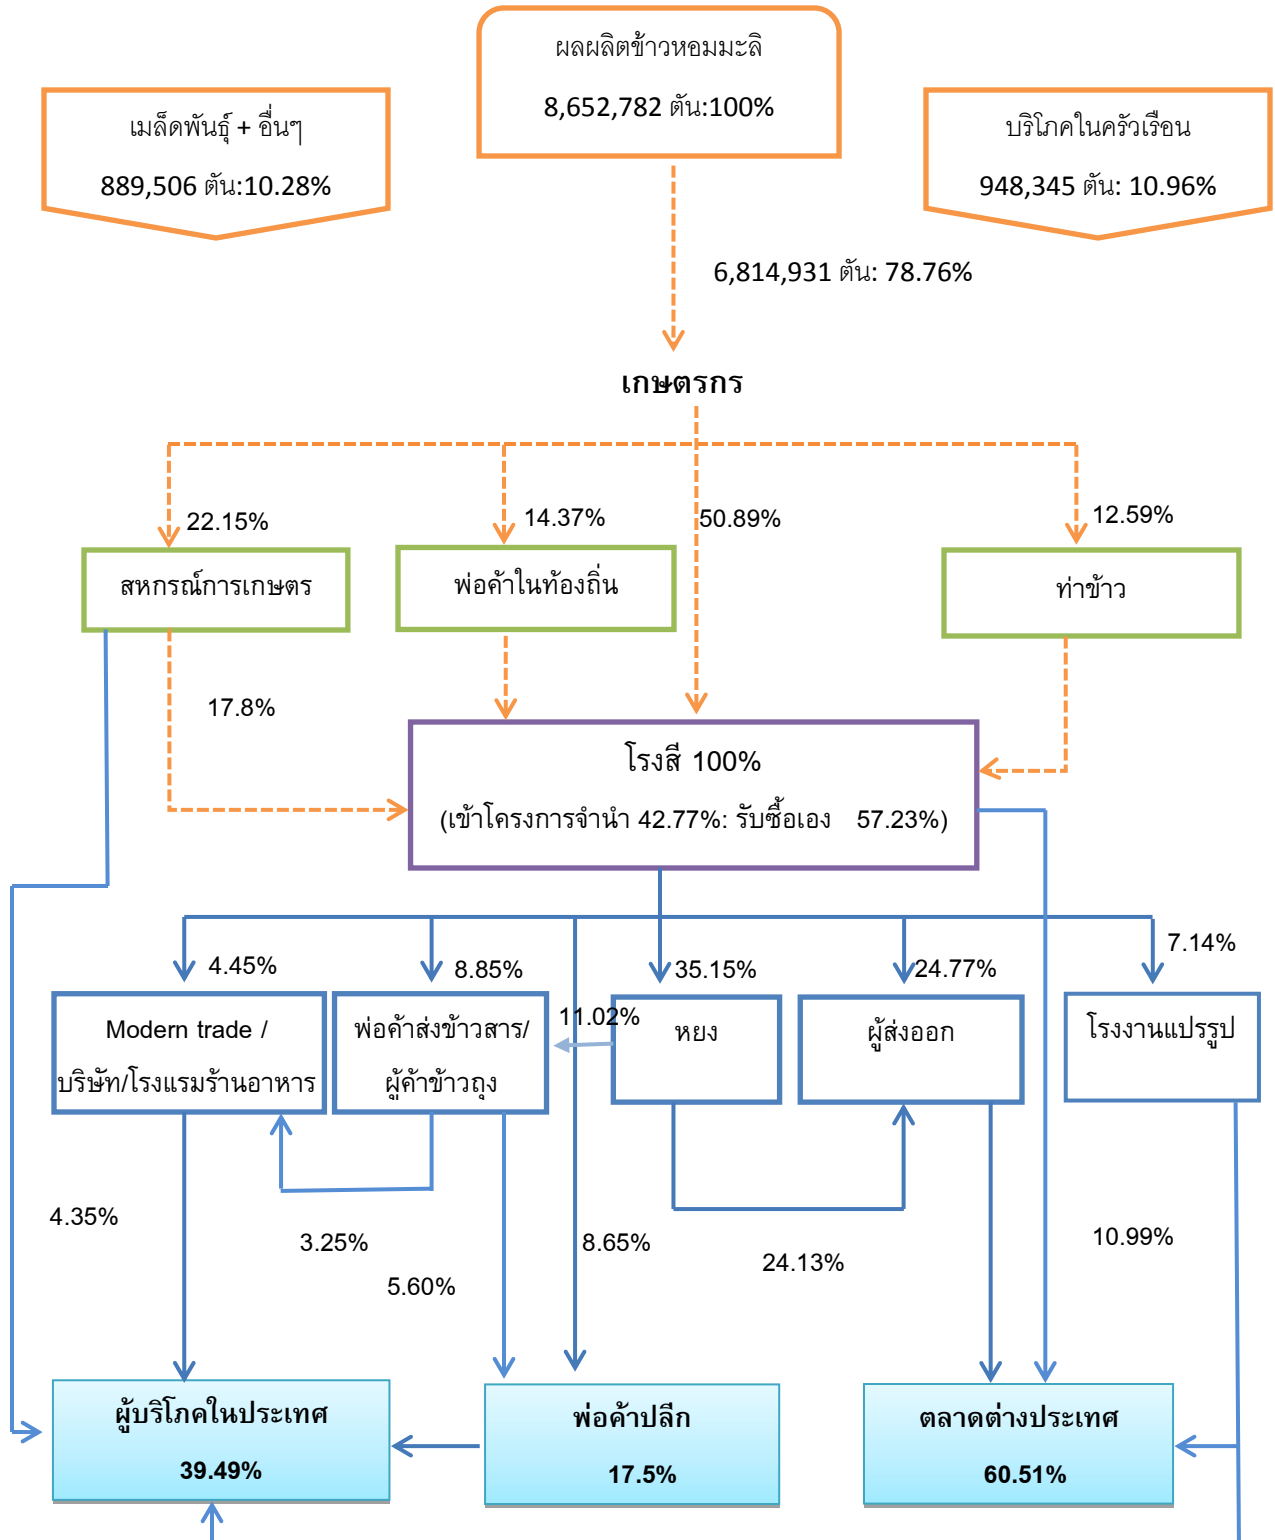 ผลผลิตข้าวหอมมะลิ
8,652,782 ตัน:100%
เมล็ดพันธุ์ + อื่นๆ
889,506 ตัน:10.28%
บริโภคในครัวเรือน
948,345 ตัน: 10.96%
6,814,931 ตัน: 78.76%
เกษตรกร
22.15%
14.37%
50.89%
12.59%
สหกรณ์การเกษตร
พ่อค้าในท้องถิ่น
ท่าข้าว
17.8%
โรงสี 100%
(เข้าโครงการจำนำ 42.77%: รับซื้อเอง 57.23%)
4.45%
8.85%
35.15%
24.77%
7.14%
Modern trade /
บริษัท/โรงแรมร้านอาหาร
พ่อค้าส่งข้าวสาร/
ผู้ค้าข้าวถุง
11.02%
หยง
ผู้ส่งออก
โรงงานแปรรูป
4.35%
3.25%
5.60%
8.65%
24.13%
10.99%
ผู้บริโภคในประเทศ
39.49%
พ่อค้าปลีก
17.5%
ตลาดต่างประเทศ
60.51%